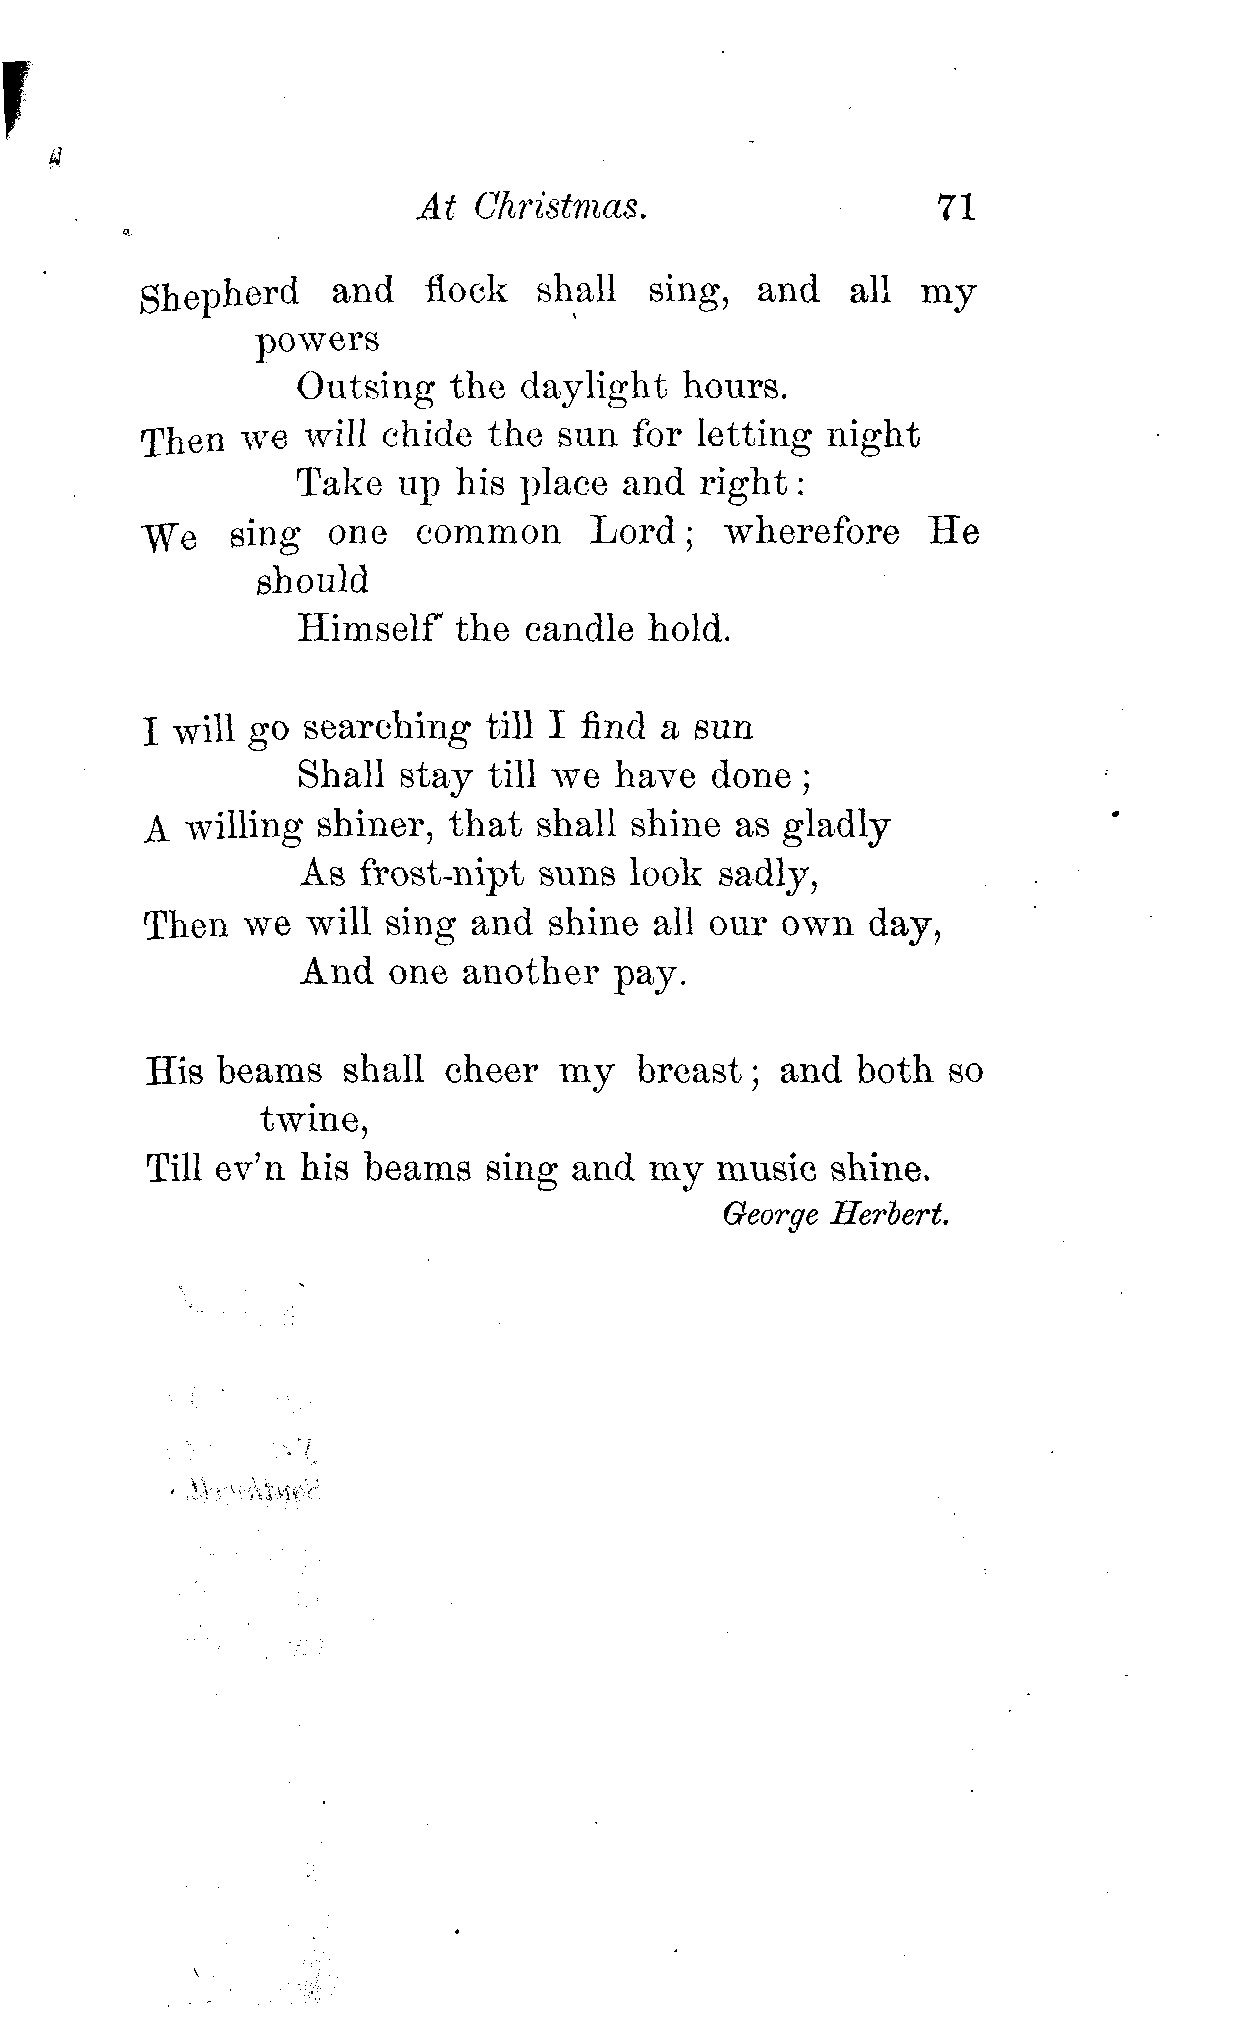 At Christmas. 71
Shepherd and flock shall sing, and all my
powers
Outsing the daylight hours.
Then we will chide the sun for letting night
Take up his place and right:
We sing one common Lord; wherefore He
should
Himself the candle hold.
I will go searching till I find a sun
Shall stay till we have done;
A willing shiner, that shall shine as gladly
As frost-nipt suns look sadly,
Then we will sing and shine all our own day,
And one another pay.
His beams shall cheer my breast; and both so
twine,
Till ev'n his beams sing and my music shine.
George Herbert.